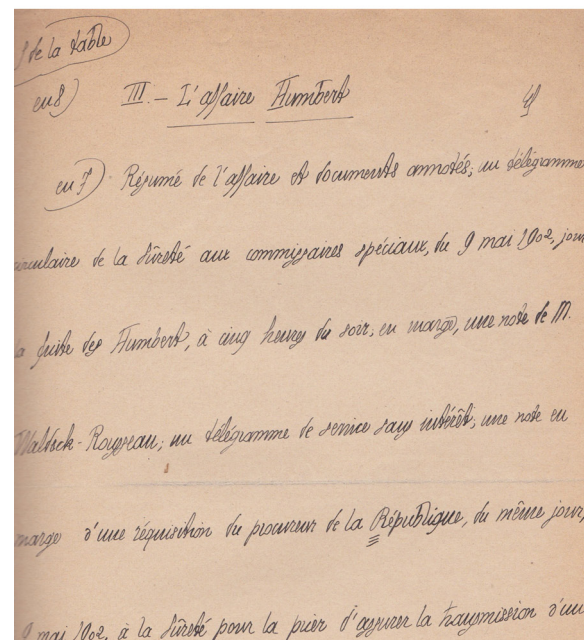 de la table
en 8)
III. — L'affaire Humbert
en 7) Résumé de l'affaire et documents annotés; un télégramme
circulaire de la Sûreté aux commissaires spéciaux, du 9 mai 1902, jour
la fuite des Humbert, à cinq heures du soir; en marge, une note de M.
Waldeck-Rousseau; un télégramme de service sans intérêt; une note en
marge d'une réquisition du procureur de la République, du même jour,
9 mai 1902, à la Sûreté pour la prier d'assurer la transmission d'un